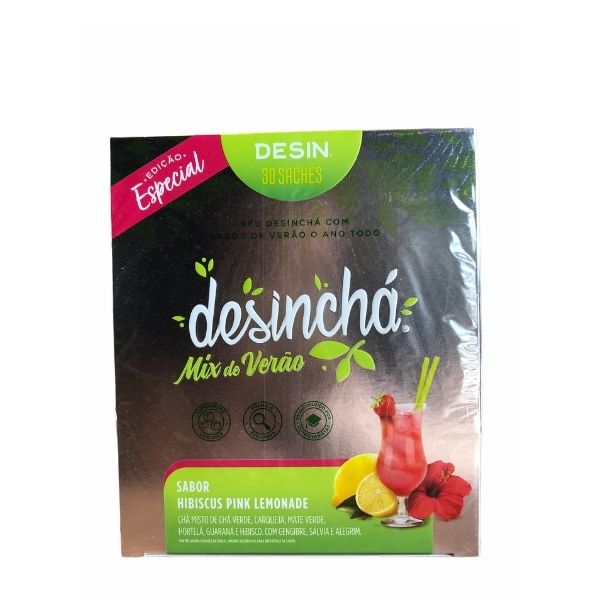 EDIÇÃO
Especial
DESIN.
30 SACHÊS
SEU DESINCHÁ COM
SABOR DE VERÃO O ANO TODO
desinchá®
Mix de Verão
SABOR
HIBISCUS PINK LEMONADE
CHÁ MISTO DE CHÁ VERDE, CARQUEJA, MATE VERDE,
HORTELÃ, GUARANÁ E HIBISCO, COM GENGIBRE, SÁLVIA E ALECRIM.